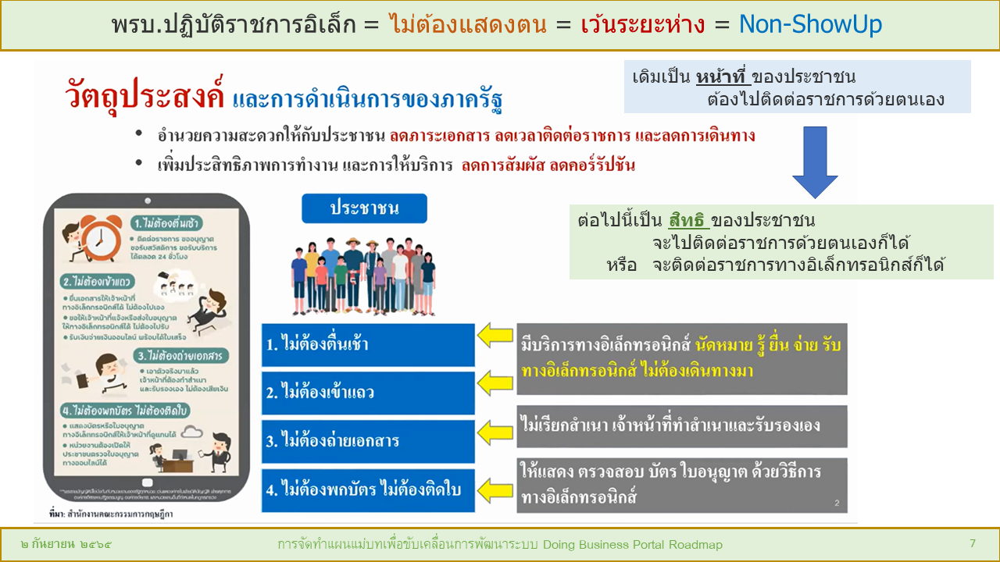 พรบ.ปฏิบัติราชการอิเล็ก = ไม่ต้องแสดงตน = เว้นระยะห่าง = Non-ShowUp
เดิมเป็น หน้าที่ ของประชาชน
ต้องไปติดต่อราชการด้วยตนเอง
วัตถุประสงค์ และการดำเนินการของภาครัฐ
• อำนวยความสะดวกให้กับประชาชน ลดภาระเอกสาร ลดเวลาติดต่อราชการ และลดการเดินทาง
• เพิ่มประสิทธิภาพการทำงาน และการให้บริการ ลดการสัมผัส ลดคอร์รัปชัน
ต่อไปนี้เป็น สิทธิ ของประชาชน
จะไปติดต่อราชการด้วยตนเองก็ได้
หรือ จะติดต่อราชการทางอิเล็กทรอนิกส์ก็ได้
1.ไม่ต้องตื่นเช้า
• ติดต่อราชการ ขออนุญาต
ขอรับสวัสดิการ ขอรับบริการ
ได้ตลอด 24 ชั่วโมง
2.ไม่ต้องเข้าแถว
• ยื่นเอกสารให้เจ้าหน้าที่
ทางอิเล็กทรอนิกส์ได้ ไม่ต้องไปเอง
• ขอให้เจ้าหน้าที่แจ้งหรือส่งใบอนุญาต
ให้ทางอิเล็กทรอนิกส์ได้ ไม่ต้องไปรับ
• รับเงินจ่ายเงินออนไลน์ พร้อมได้ใบเสร็จ
3.ไม่ต้องถ่ายเอกสาร
• เอาตัวจริงมาแล้ว
เจ้าหน้าที่ต้องทำสำเนา
และรับรองเอง ไม่ต้องเสียเงิน
4.ไม่ต้องพกบัตร ไม่ต้องติดใบ
• แสดงบัตรหรือใบอนุญาต
ทางอิเล็กทรอนิกส์ให้เจ้าหน้าที่ดูแทนได้
• หน่วยงานต้องเปิดให้
ประชาชนตรวจใบอนุญาต
ทางออนไลน์ได้
ที่มา: สำนักงานคณะกรรมการกฤษฎีกา
ประชาชน
1. ไม่ต้องตื่นเช้า
2. ไม่ต้องเข้าแถว
3. ไม่ต้องถ่ายเอกสาร
4. ไม่ต้องพกบัตร ไม่ต้องติดใบ
มีบริการทางอิเล็กทรอนิกส์ นัดหมาย รู้ ยื่น จ่าย รับ
ทางอิเล็กทรอนิกส์ ไม่ต้องเดินทางมา
ไม่เรียกสำเนา เจ้าหน้าที่ทำสำเนาและรับรองเอง
ให้แสดง ตรวจสอบ บัตร ใบอนุญาต ด้วยวิธีการ
ทางอิเล็กทรอนิกส์
2
๒ กันยายน ๒๕๖๕
การจัดทำแผนแม่บทเพื่อขับเคลื่อนการพัฒนาระบบ Doing Business Portal Roadmap
7